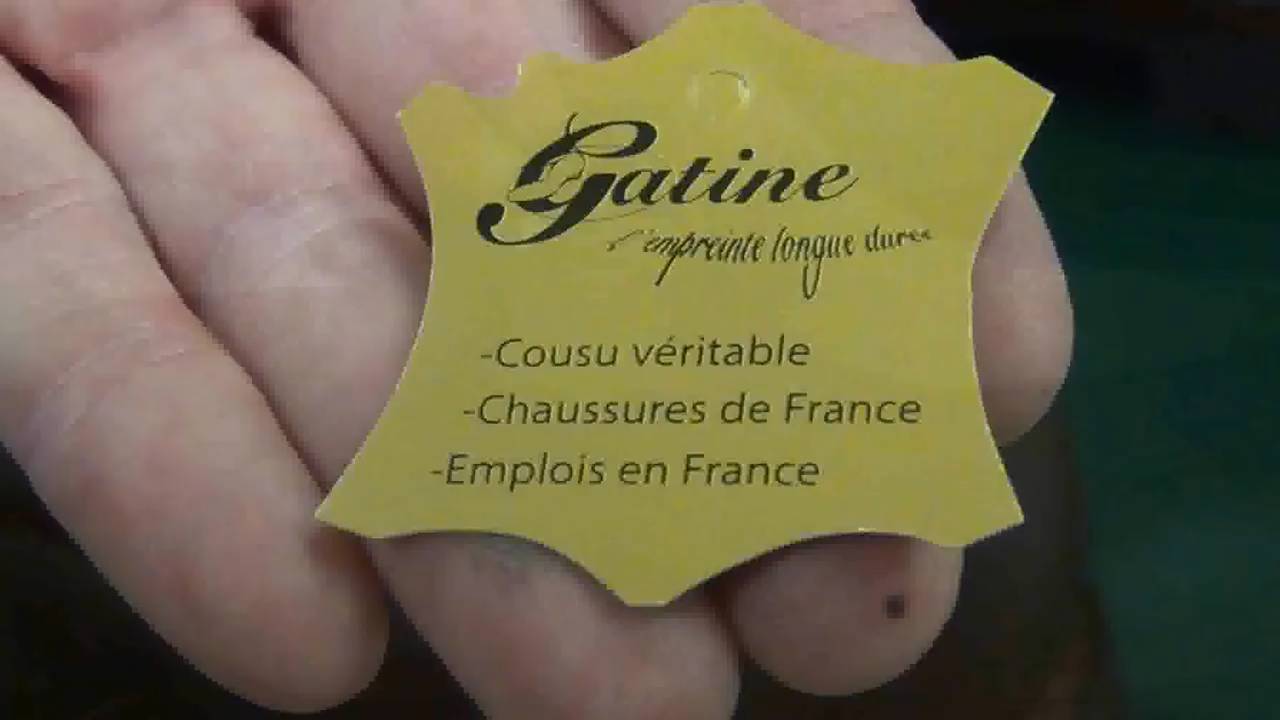 Gatine
l'empreinte longue durée
-Cousu véritable
-Chaussures de France
-Emplois en France